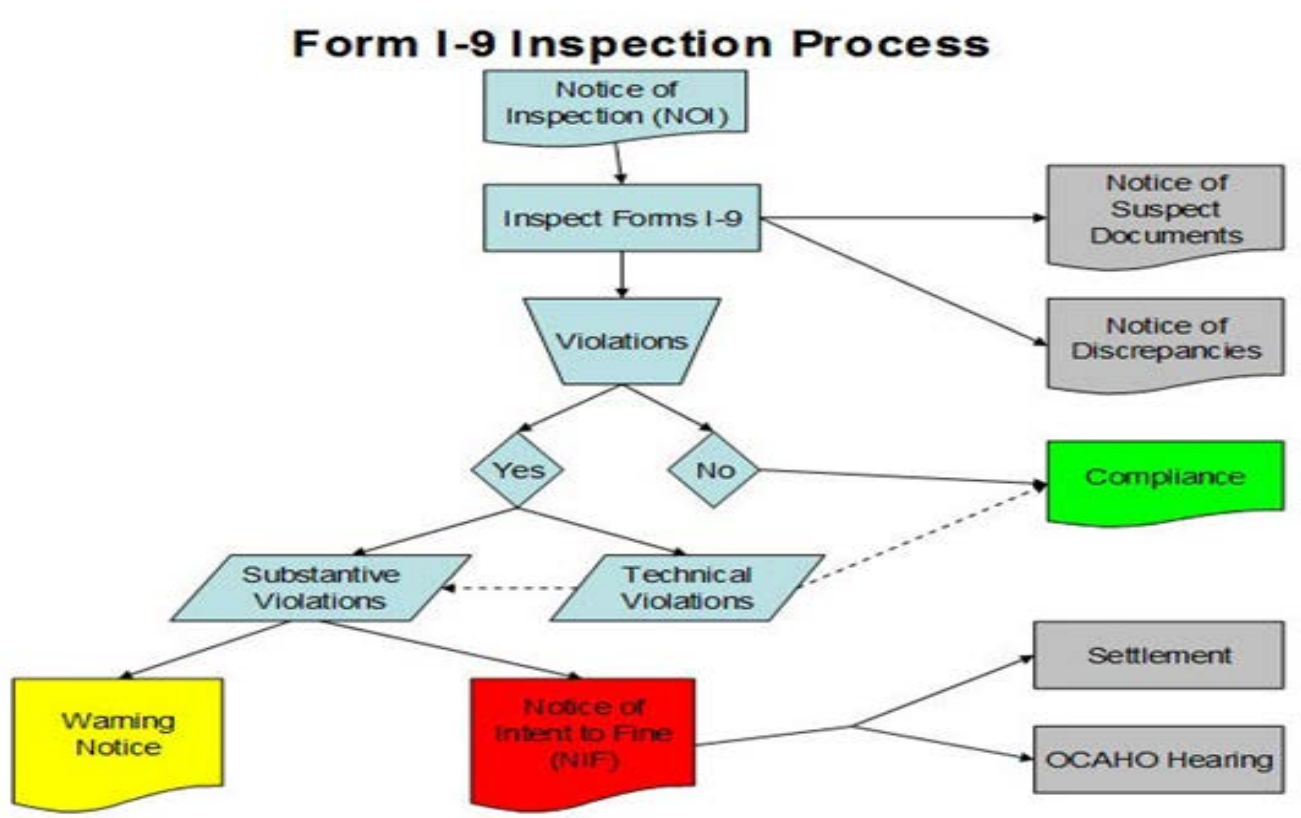 Form I-9 Inspection Process
Notice of
Inspection (NOI)
Inspect Forms I-9
Notice of
Suspect
Documents
Violations
Notice of
Discrepancies
Yes
No
Compliance
Substantive
Violations
Technical
Violations
Warning
Notice
Notice of
Intent to Fine
(NIF)
Settlement
OCAHO Hearing